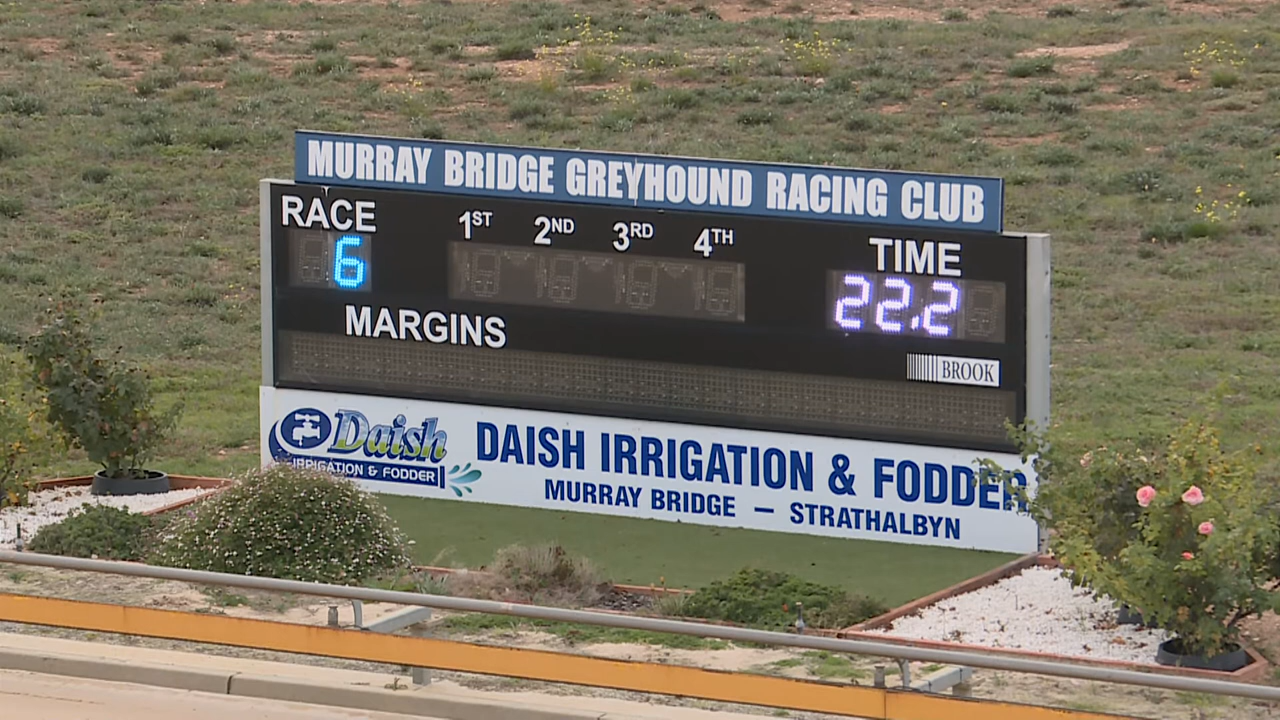 MURRAY BRIDGE GREYHOUND RACING CLUB
RACE 1ST 2ND 3RD 4TH TIME
6 22.2
MARGINS
BROOK
Daish
IRRIGATION & FODDER
DAISH IRRIGATION & FODDER
MURRAY BRIDGE – STRATHALBYN